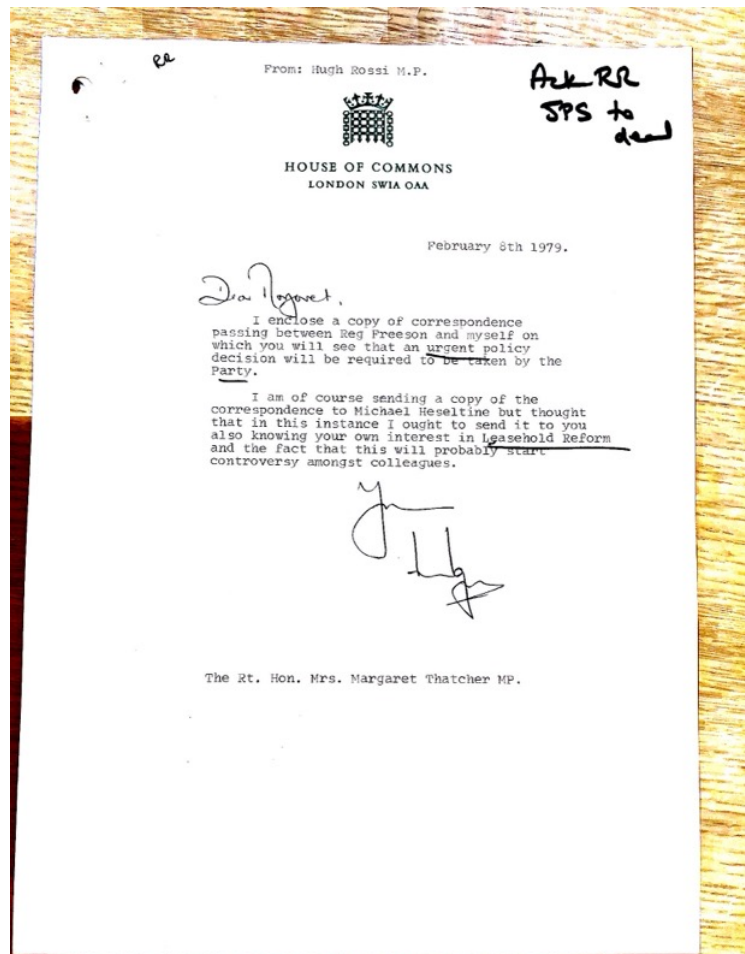 RR
From: Hugh Rossi M.P.
Ack RR
JPS to
deal
HOUSE OF COMMONS
LONDON SW1A OAA
February 8th 1979.
Dear Margaret,
I enclose a copy of correspondence
passing between Reg Freeson and myself on
which you will see that an urgent policy
decision will be required to be taken by the
Party.
I am of course sending a copy of the
correspondence to Michael Heseltine but thought
that in this instance I ought to send it to you
also knowing your own interest in Leasehold Reform
and the fact that this will probably start
controversy amongst colleagues.
Hugh
The Rt. Hon. Mrs. Margaret Thatcher MP.